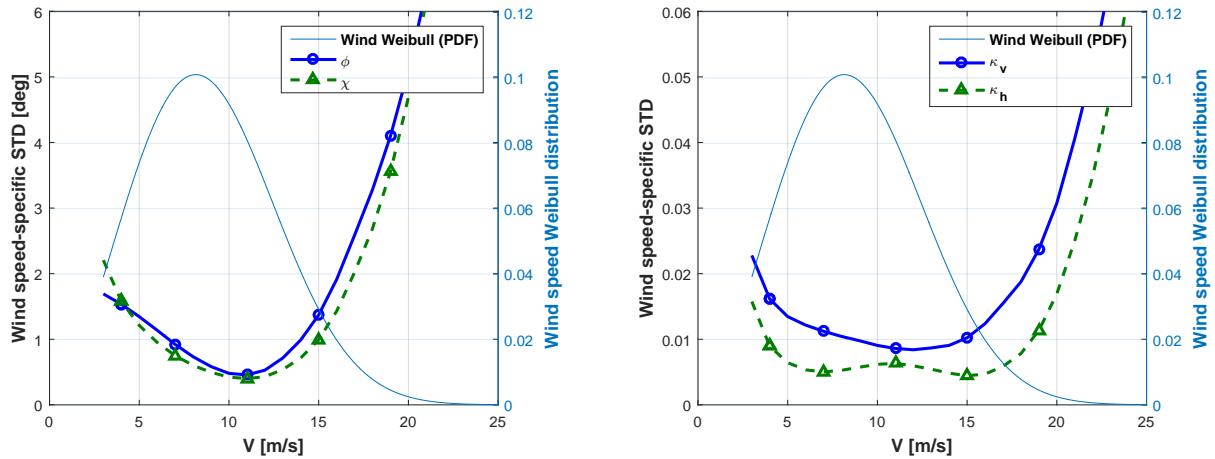 Wind speed-specific STD [deg]
6
5
4
3
2
1
0
Wind Weibull (PDF)
ϕ
χ
0.12
0.1
0.08
0.06
0.04
0.02
0
Wind speed Weibull distribution
0 5 10 15 20 25
V [m/s]
Wind speed-specific STD
0.06
0.05
0.04
0.03
0.02
0.01
0
Wind Weibull (PDF)
κv
κh
0.12
0.1
0.08
0.06
0.04
0.02
0
Wind speed Weibull distribution
0 5 10 15 20 25
V [m/s]